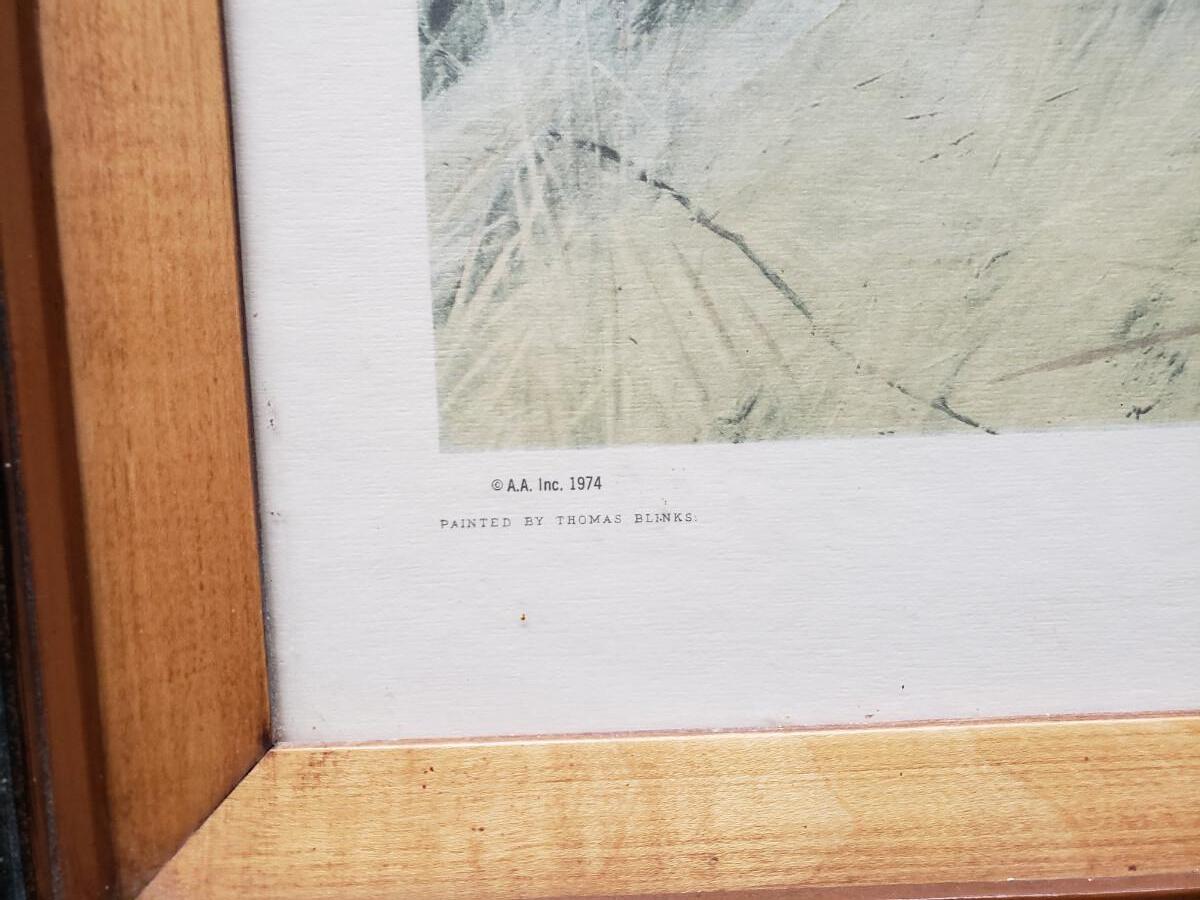 © A.A. Inc. 1974
PAINTED BY THOMAS BLINKS.